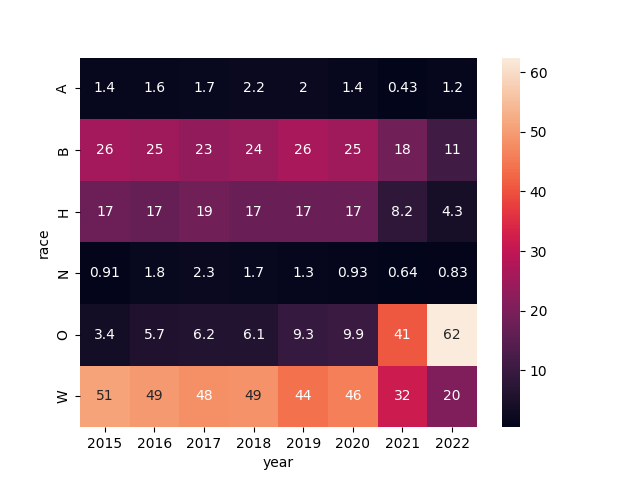 A 1.4 1.6 1.7 2.2 2 1.4 0.43 1.2
B 26 25 23 24 26 25 18 11
H 17 17 19 17 17 17 8.2 4.3
N 0.91 1.8 2.3 1.7 1.3 0.93 0.64 0.83
O 3.4 5.7 6.2 6.1 9.3 9.9 41 62
W 51 49 48 49 44 46 32 20
2015 2016 2017 2018 2019 2020 2021 2022
year
race
60
50
40
30
20
10